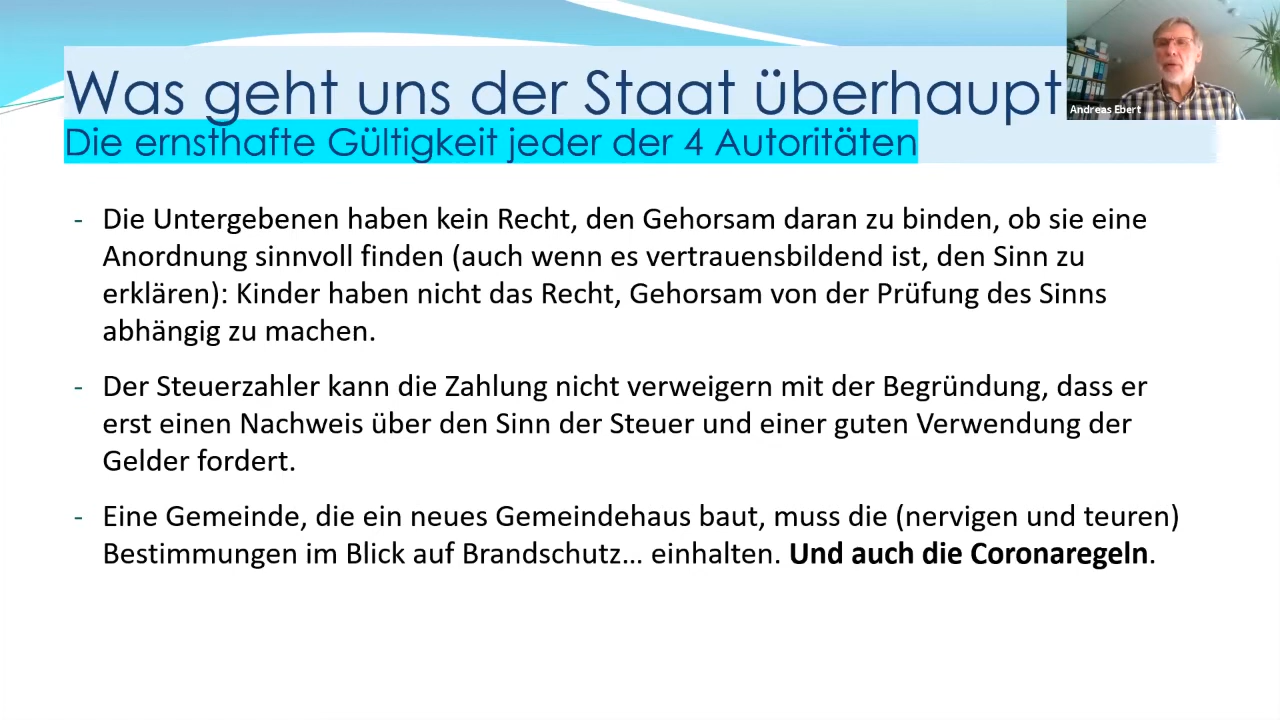 Was geht uns der Staat überhaupt
Andreas Ebert
Die ernsthafte Gültigkeit jeder der 4 Autoritäten
- Die Untergebenen haben kein Recht, den Gehorsam daran zu binden, ob sie eine
Anordnung sinnvoll finden (auch wenn es vertrauensbildend ist, den Sinn zu
erklären): Kinder haben nicht das Recht, Gehorsam von der Prüfung des Sinns
abhängig zu machen.
- Der Steuerzahler kann die Zahlung nicht verweigern mit der Begründung, dass er
erst einen Nachweis über den Sinn der Steuer und einer guten Verwendung der
Gelder fordert.
- Eine Gemeinde, die ein neues Gemeindehaus baut, muss die (nervigen und teuren)
Bestimmungen im Blick auf Brandschutz… einhalten. Und auch die Coronaregeln.